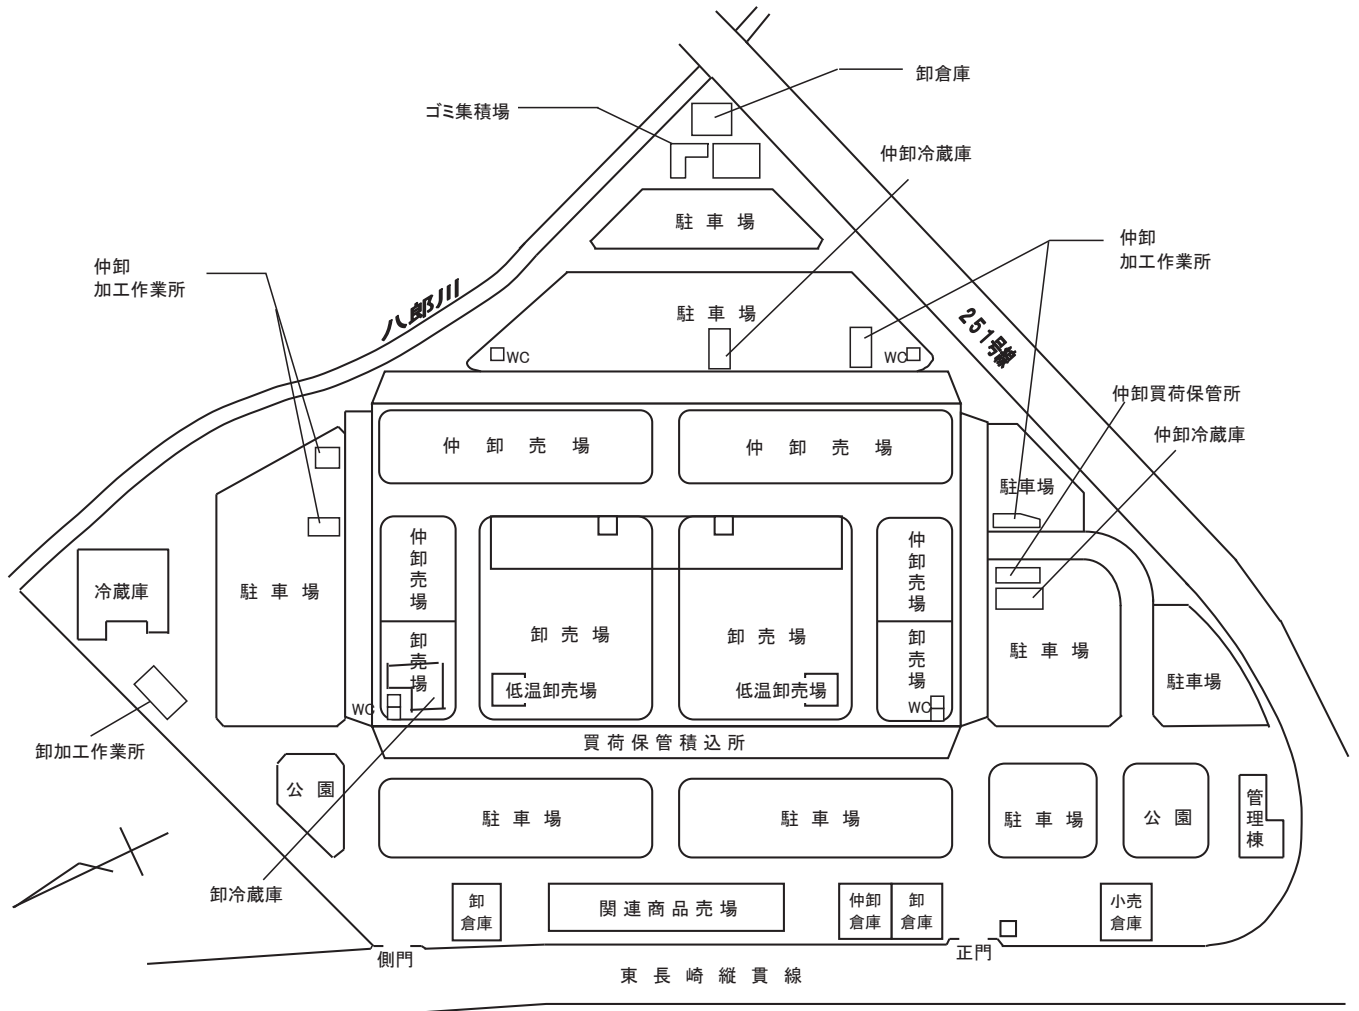 卸倉庫
ゴミ集積場
仲卸冷蔵庫
駐車場
仲卸
加工作業所
仲卸
加工作業所
八郎川
駐車場
251号線
WC
WC
仲卸買荷保管所
仲卸冷蔵庫
仲卸売場
仲卸売場
駐車場
仲卸売場
仲卸売場
冷蔵庫
駐車場
卸売場
卸売場
卸売場
卸売場
駐車場
駐車場
低温卸売場
低温卸売場
WC
WC
卸加工作業所
買荷保管積込所
公園
駐車場
駐車場
駐車場
公園
管理棟
卸冷蔵庫
卸
倉庫
関連商品売場
仲卸
倉庫
卸
倉庫
小売
倉庫
側門
正門
東長崎縦貫線